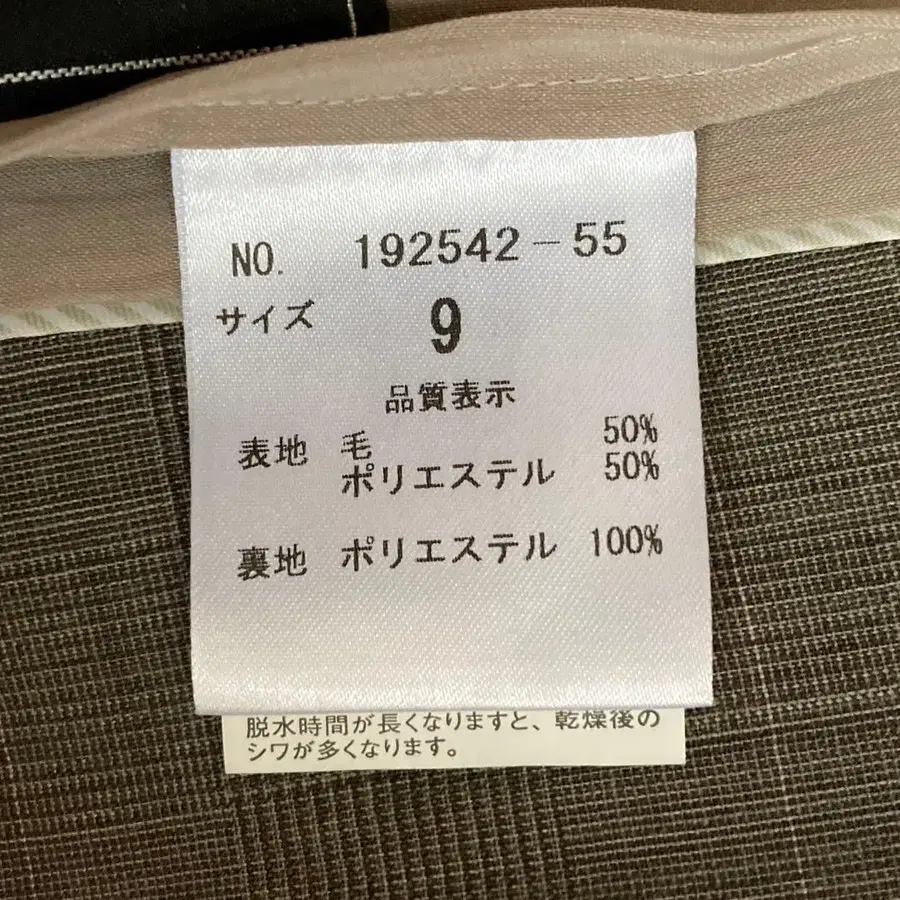 NO. 192542-55
サイズ 9
品質表示
表地 毛 50%
ポリエステル 50%
裏地 ポリエステル 100%
脱水時間が長くなりますと、乾燥後の
シワが多くなります。